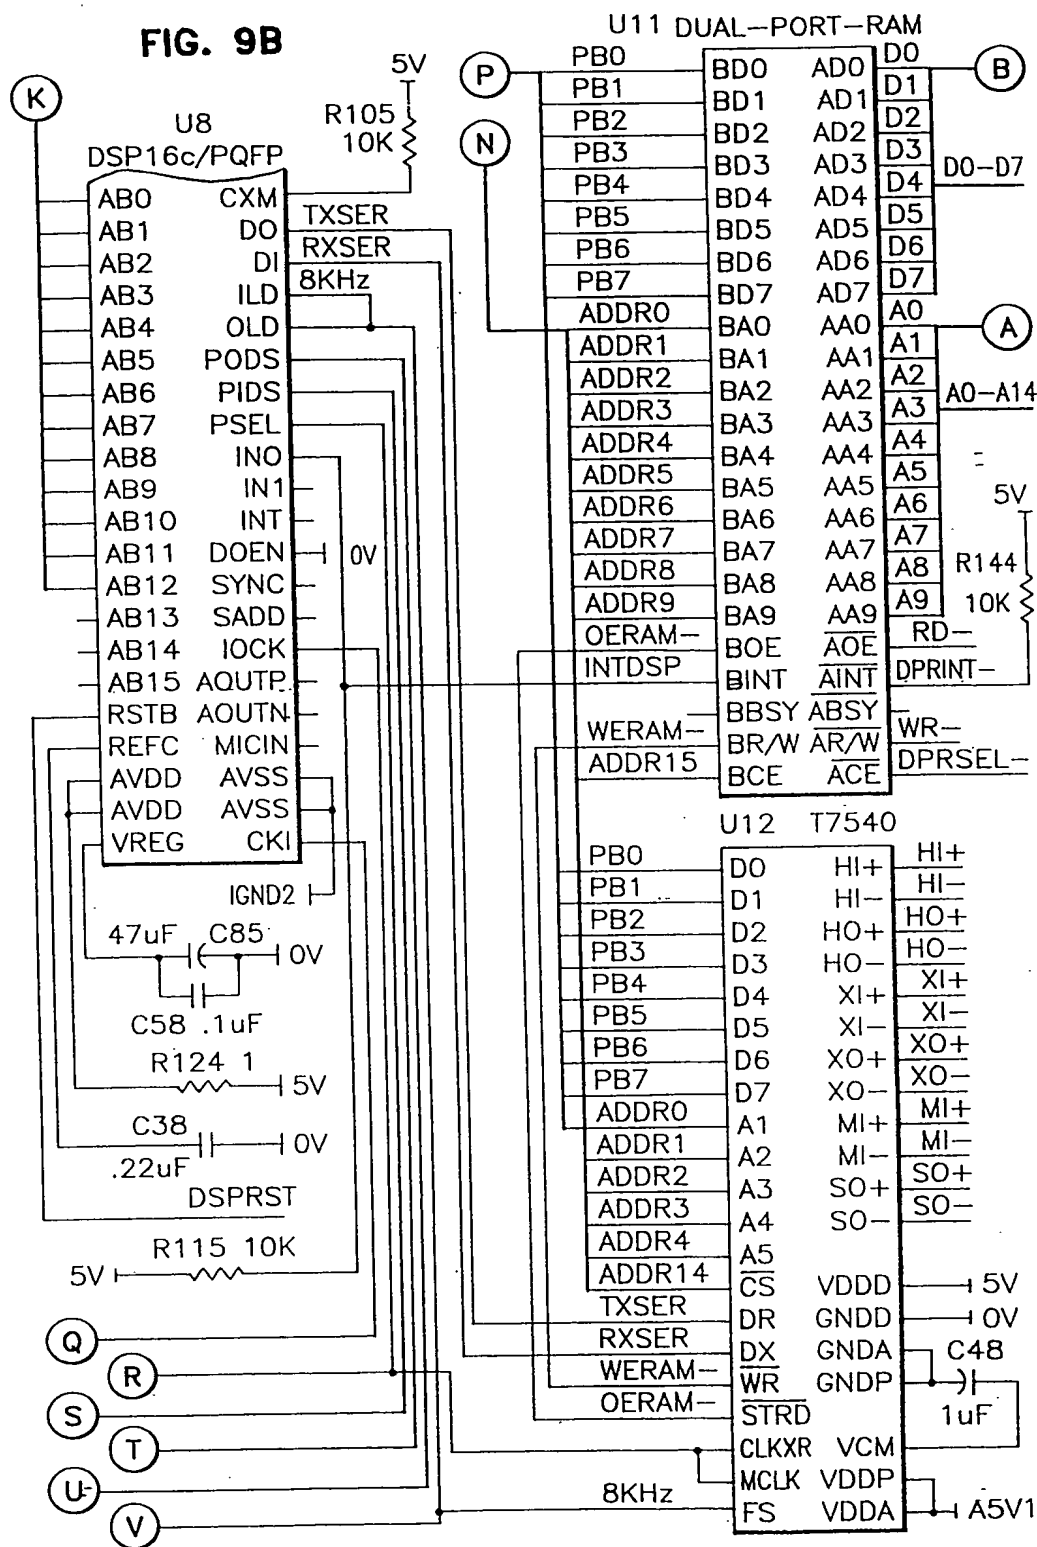 FIG. 9B
K
U8
DSP16c/PQFP
5V
R105
10K
AB0 CXM
AB1 DO TXSER
AB2 DI RXSER
AB3 ILD 8KHz
AB4 OLD
AB5 PODS
AB6 PIDS
AB7 PSEL
AB8 INO
AB9 IN1
AB10 INT
AB11 DOEN 0V
AB12 SYNC
AB13 SADD
AB14 IOCK
AB15 AQUTP
RSTB AOUTN
REFC MICIN
AVDD AVSS
AVDD AVSS
VREG CKI
IGND2
47uF C85 0V
C58 .1uF
R124 1
5V
C38
.22uF
0V
DSPRST
R115 10K
5V
Q
R
S
T
U-
V
U11 DUAL-PORT-RAM
P
N
PB0 BD0 AD0 D0 B
PB1 BD1 AD1 D1
PB2 BD2 AD2 D2
PB3 BD3 AD3 D3
PB4 BD4 AD4 D4 D0-D7
PB5 BD5 AD5 D5
PB6 BD6 AD6 D6
PB7 BD7 AD7 D7
ADDR0 BA0 AA0 A0 A
ADDR1 BA1 AA1 A1
ADDR2 BA2 AA2 A2
ADDR3 BA3 AA3 A3 A0-A14
ADDR4 BA4 AA4 A4
ADDR5 BA5 AA5 A5
ADDR6 BA6 AA6 A6
ADDR7 BA7 AA7 A7
ADDR8 BA8 AA8 A8
ADDR9 BA9 AA9 A9
5V
R144
10K
OERAM- BOE AOE RD-
INTDSP BINT AINT DPRINT-
BBSY ABSY
WERAM- BR/W AR/W WR-
ADDR15 BCE ACE DPRSEL-
U12 T7540
PB0 D0 HI+ HI+
PB1 D1 HI- HI-
PB2 D2 HO+ HO+
PB3 D3 HO- HO-
PB4 D4 XI+ XI+
PB5 D5 XI- XI-
PB6 D6 XO+ XO+
PB7 D7 XO- XO-
ADDR0 A1 MI+ MI+
ADDR1 A2 MI- MI-
ADDR2 A3 SO+ SO+
ADDR3 A4 SO- SO-
ADDR4 A5
ADDR14 CS VDDD 5V
TXSER DR GNDD 0V
RXSER DX GNDA C48
WERAM- WR GNDP
1uF
OERAM- STRD
CLKXR VCM
MCLK VDDP
8KHz FS VDDA A5V1